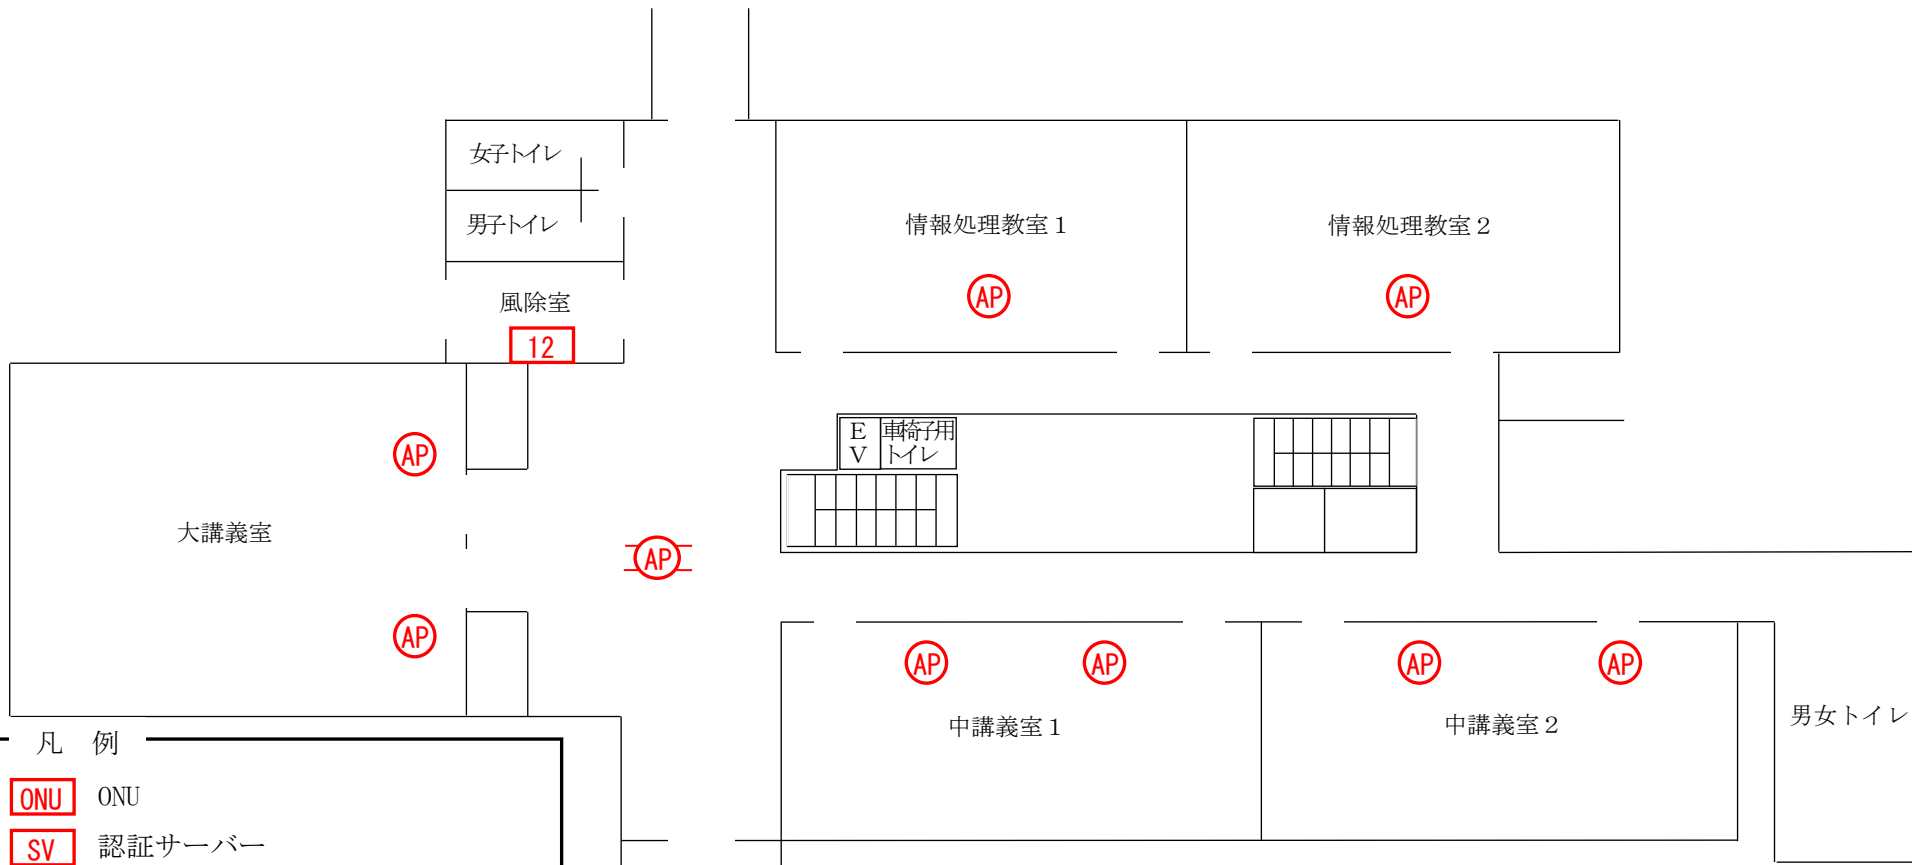 女子トイレ
男子トイレ
風除室
12
情報処理教室1
情報処理教室2
AP
AP
E
V
車椅子用
トイレ
AP
大講義室
AP
AP
AP
AP
AP
AP
中講義室1
中講義室2
男女トイレ
凡 例
ONU ONU
SV 認証サーバー